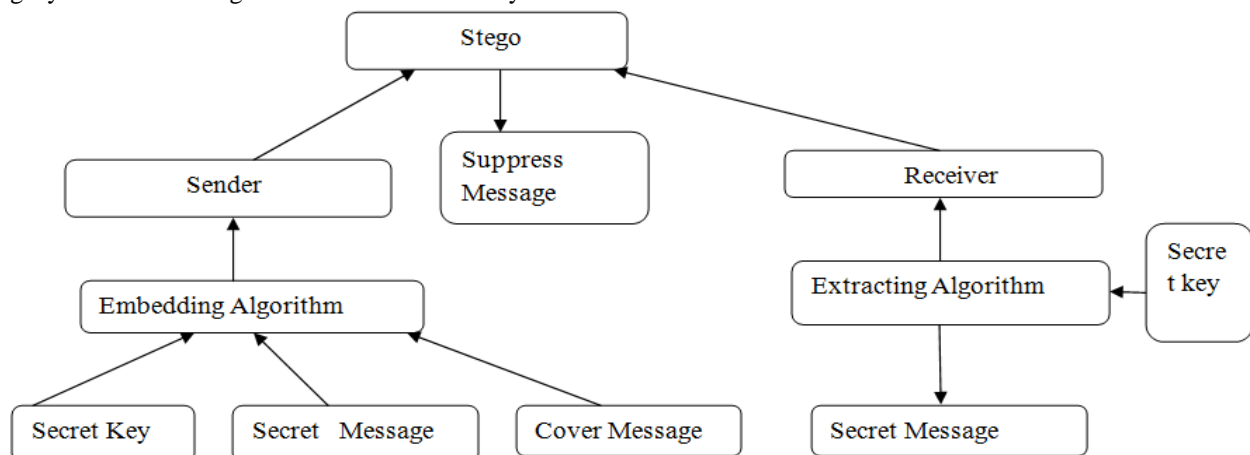 Stego
Suppress
Message
Sender
Receiver
Secre
t key
Embedding Algorithm
Extracting Algorithm
Secret Key
Secret Message
Cover Message
Secret Message